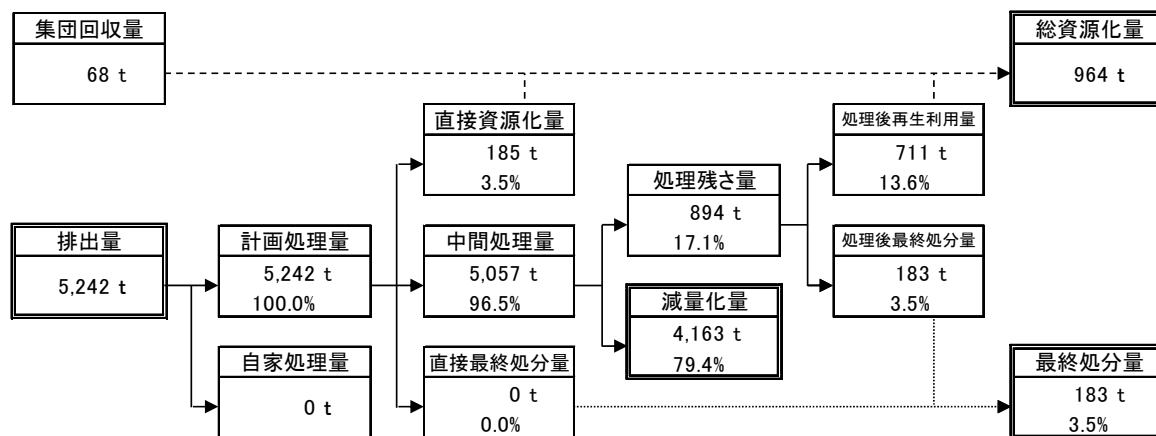 集団回収量
68 t
総資源化量
964 t
直接資源化量
185 t
3.5%
処理後再生利用量
711 t
13.6%
処理残さ量
894 t
17.1%
排出量
5,242 t
計画処理量
5,242 t
100.0%
中間処理量
5,057 t
96.5%
処理後最終処分量
183 t
3.5%
減量化量
4,163 t
79.4%
自家処理量
0 t
直接最終処分量
0 t
0.0%
最終処分量
183 t
3.5%